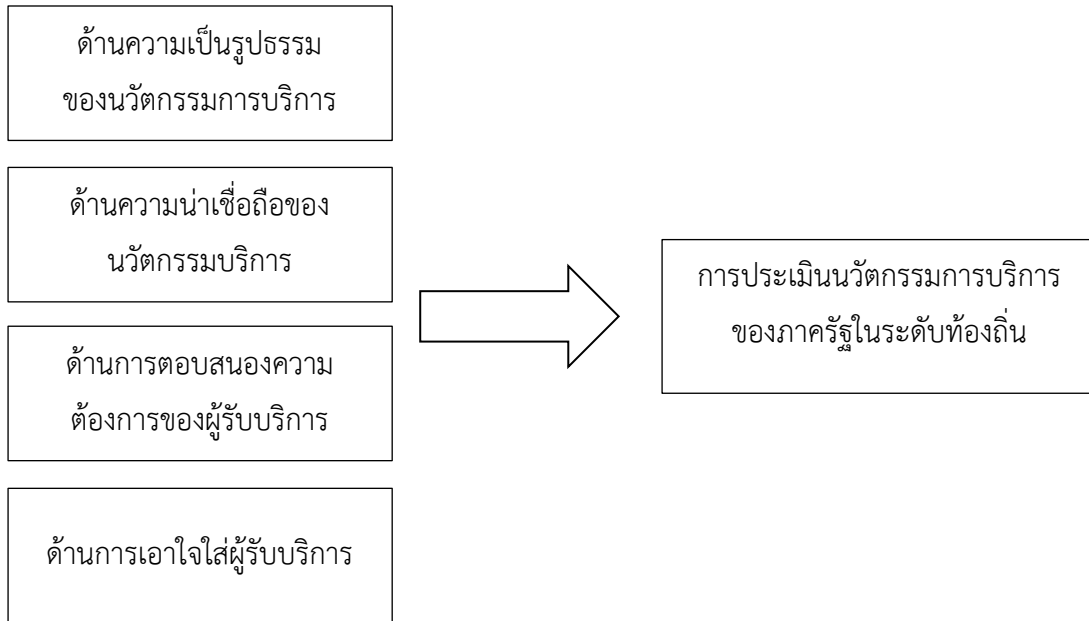 ด้านความเป็นรูปธรรม
ของนวัตกรรมการบริการ
ด้านความน่าเชื่อถือของ
นวัตกรรมบริการ
ด้านการตอบสนองความ
ต้องการของผู้รับบริการ
ด้านการเอาใจใส่ผู้รับบริการ
การประเมินนวัตกรรมการบริการ
ของภาครัฐในระดับท้องถิ่น